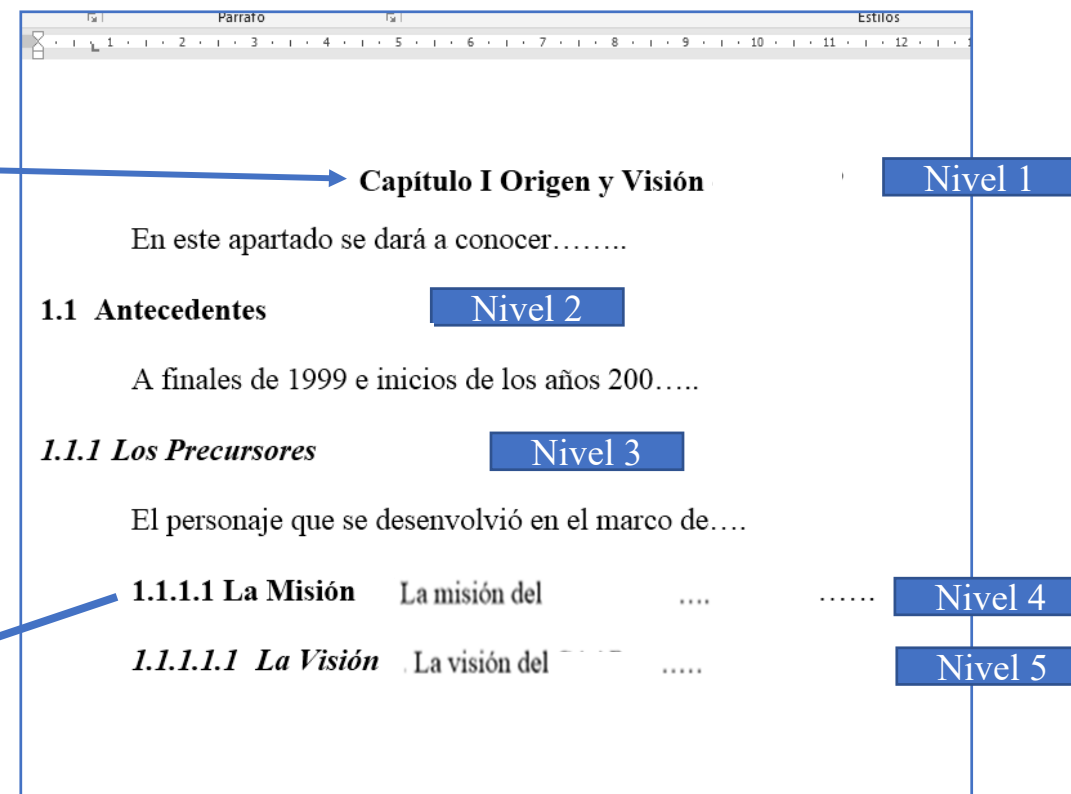 Párrafo Estilos
1 2 3 4 5 6 7 8 9 10 11 12
Capítulo I Origen y Visión Nivel 1
En este apartado se dará a conocer……..
1.1 Antecedentes Nivel 2
A finales de 1999 e inicios de los años 200…..
1.1.1 Los Precursores Nivel 3
El personaje que se desenvolvió en el marco de….
1.1.1.1 La Misión La misión del …. …… Nivel 4
1.1.1.1.1 La Visión La visión del ….. Nivel 5